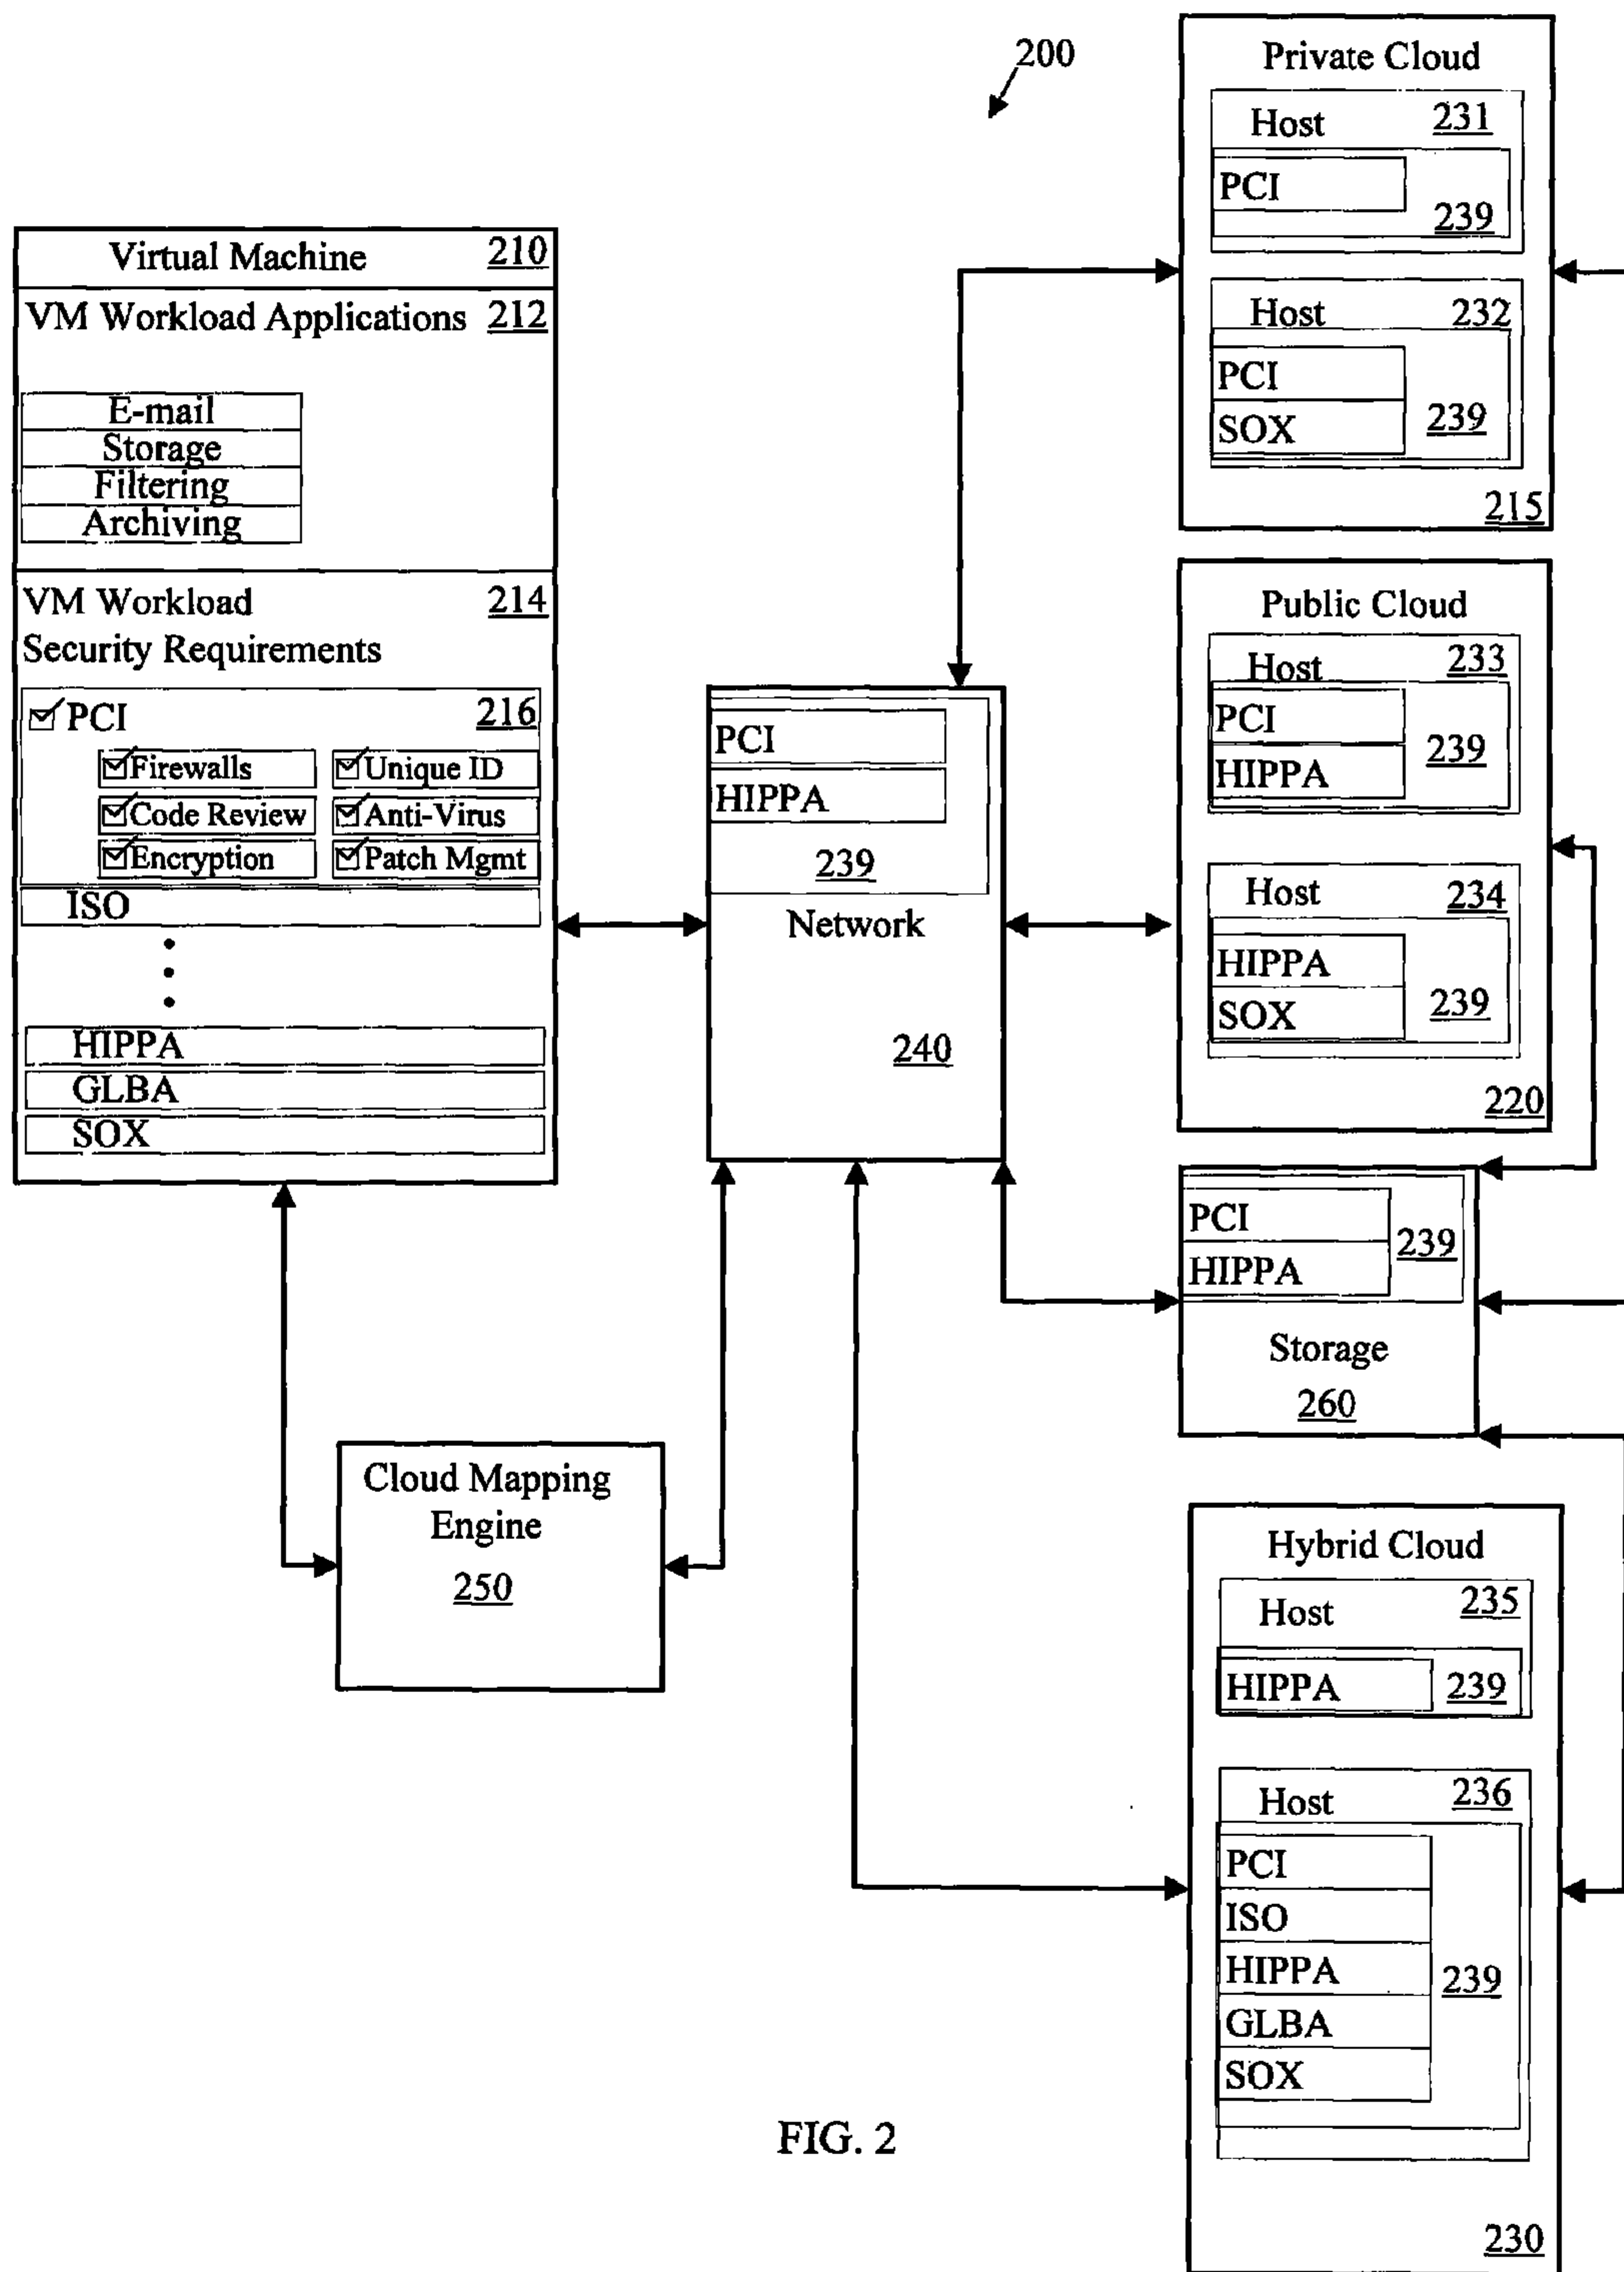 200
Virtual Machine 210
VM Workload Applications 212
E-mail
Storage
Filtering
Archiving
VM Workload 214
Security Requirements
PCI 216
Firewalls Unique ID
Code Review Anti-Virus
Encryption Patch Mgmt
ISO
HIPPA
GLBA
SOX
Cloud Mapping
Engine
250
PCI
HIPPA
239
Network
240
Private Cloud
Host 231
PCI
239
Host 232
PCI
SOX
239
215
Public Cloud
Host 233
PCI
HIPPA
239
Host 234
HIPPA
SOX
239
220
PCI
HIPPA
239
Storage
260
Hybrid Cloud
Host 235
HIPPA 239
Host 236
PCI
ISO
HIPPA
239
GLBA
SOX
230
FIG. 2